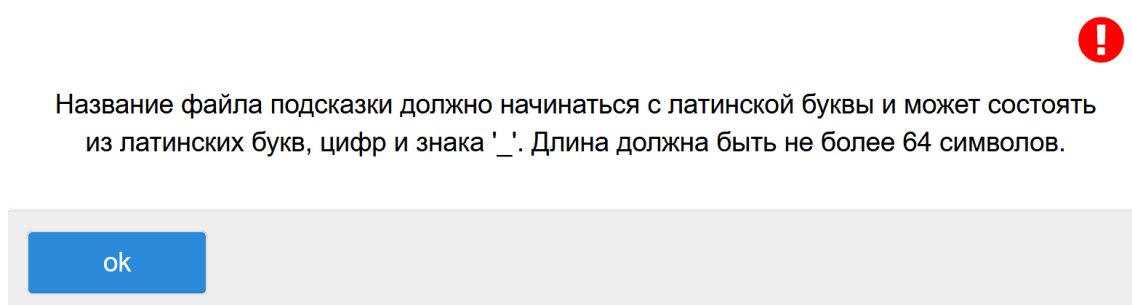 Название файла подсказки должно начинаться с латинской буквы и может состоять
из латинских букв, цифр и знака '_'. Длина должна быть не более 64 символов.
ok